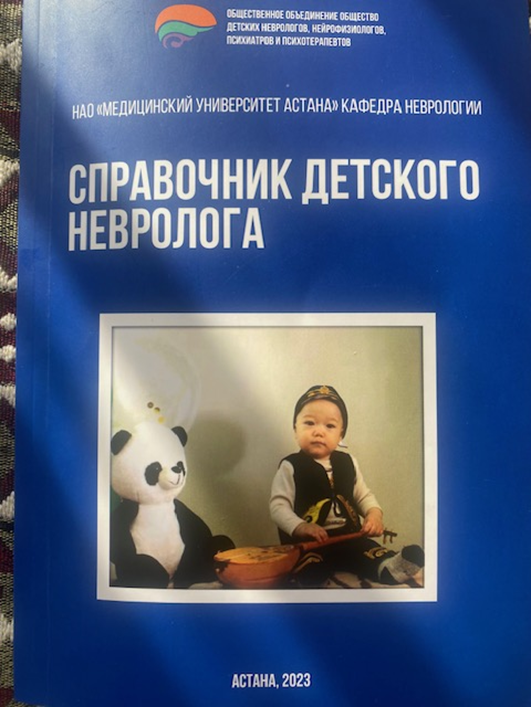 ОБЩЕСТВЕННОЕ ОБЪЕДИНЕНИЕ ОБЩЕСТВО
ДЕТСКИХ НЕВРОЛОГОВ, НЕЙРОФИЗИОЛОГОВ,
ПСИХИАТРОВ И ПСИХОТЕРАПЕВТОВ
НАО «МЕДИЦИНСКИЙ УНИВЕРСИТЕТ АСТАНА» КАФЕДРА НЕВРОЛОГИИ
СПРАВОЧНИК ДЕТСКОГО
НЕВРОЛОГА
АСТАНА, 2023